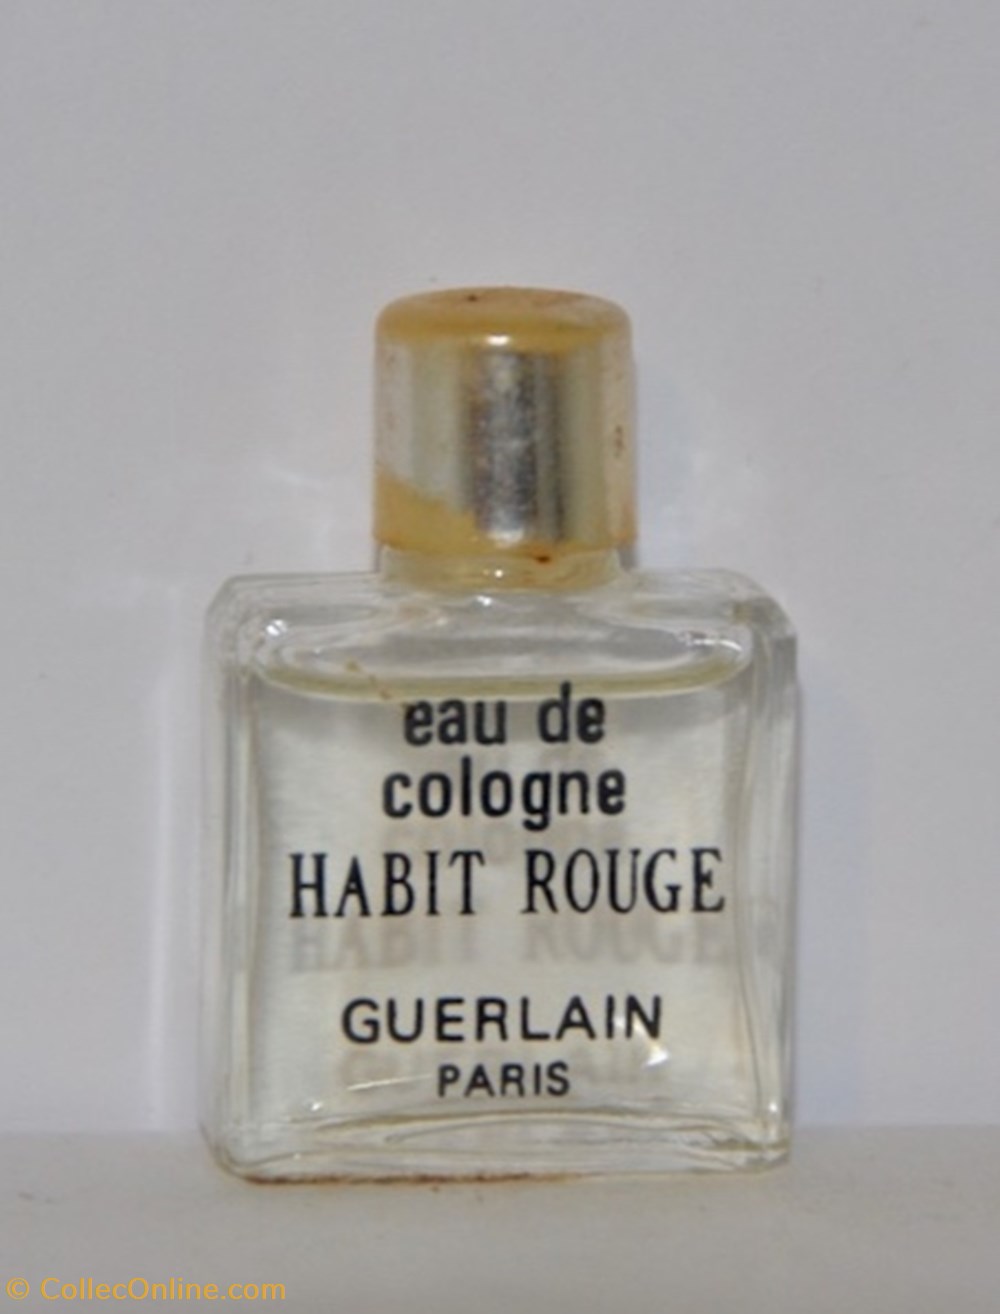 eau de
cologne
HABIT ROUGE
GUERLAIN
PARIS
© CollecOnline.com